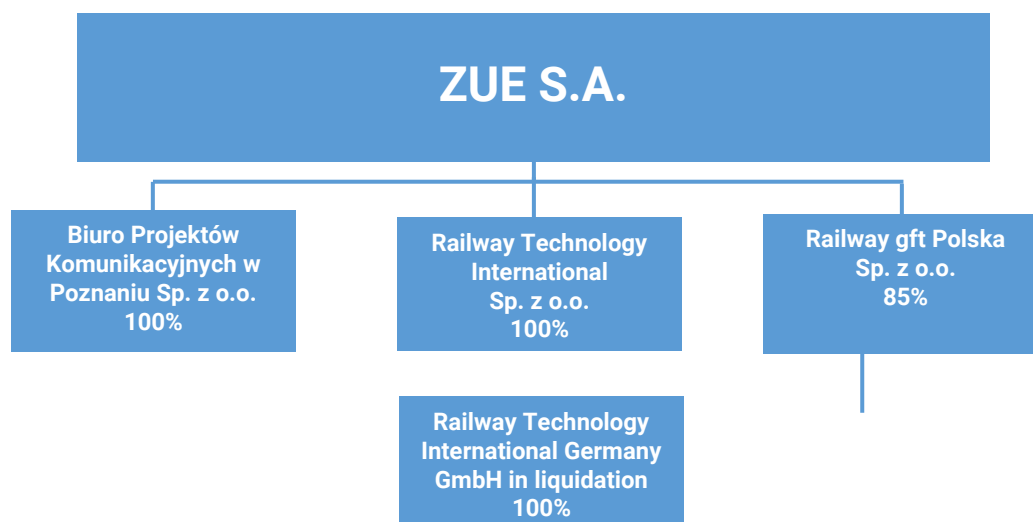 ZUE S.A.
Biuro Projektów
Komunikacyjnych w
Poznaniu Sp. z o.o.
100%
Railway Technology
International
Sp. z o.o.
100%
Railway gft Polska
Sp. z o.o.
85%
Railway Technology
International Germany
GmbH in liquidation
100%